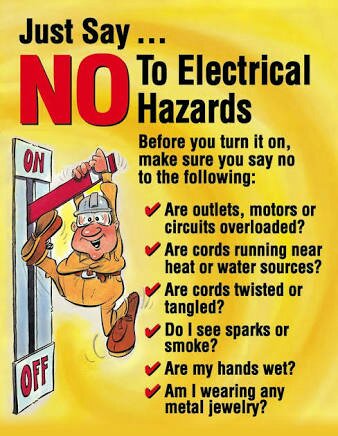 Just Say ...
NO To Electrical
Hazards
Before you turn it on,
make sure you say no
to the following:
Are outlets, motors or
circuits overloaded?
Are cords running near
heat or water sources?
Are cords twisted or
tangled?
Do I see sparks or
smoke?
Are my hands wet?
Am I wearing any
metal jewelry?
ON
OFF